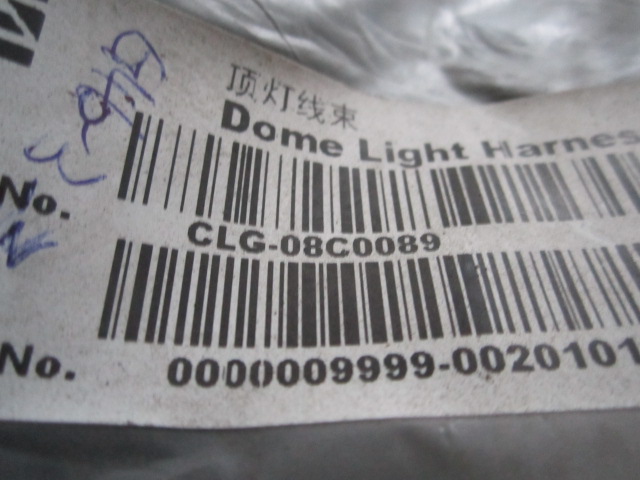 顶灯线束
Dome Light Harnes
No.
CLG-08C0089
No.
0000009999-0020101